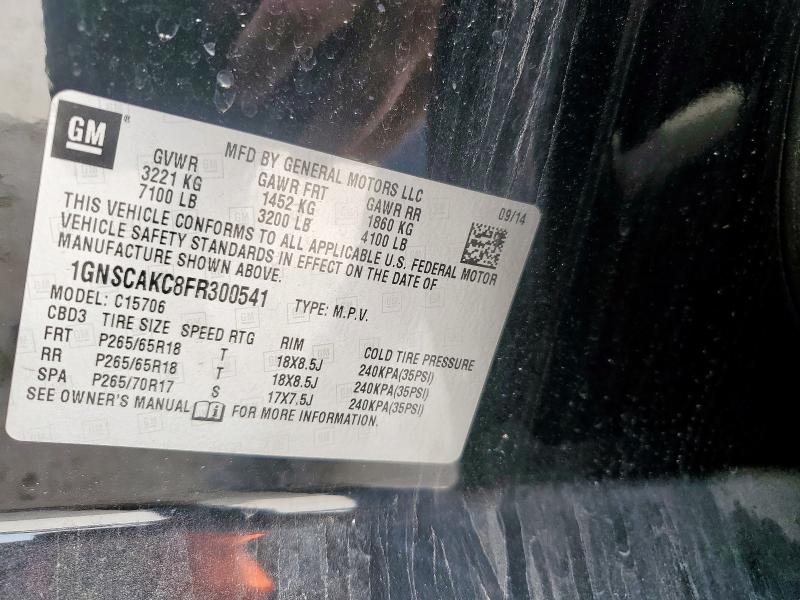 GM ®
MFD BY GENERAL MOTORS LLC
09/14
GVWR GAWR FRT GAWR RR
3221 KG 1452 KG 1860 KG
7100 LB 3200 LB 4100 LB
THIS VEHICLE CONFORMS TO ALL APPLICABLE U.S. FEDERAL MOTOR
VEHICLE SAFETY STANDARDS IN EFFECT ON THE DATE OF
MANUFACTURE SHOWN ABOVE.
1GNSCAKC8FR300541 TYPE: M.P.V.
MODEL: C15706
CBD3 TIRE SIZE SPEED RTG RIM COLD TIRE PRESSURE
FRT P265/65R18 T 18X8.5J 240KPA(35PSI)
RR P265/65R18 T 18X8.5J 240KPA(35PSI)
SPA P265/70R17 S 17X7.5J 240KPA(35PSI)
SEE OWNER'S MANUAL i FOR MORE INFORMATION.